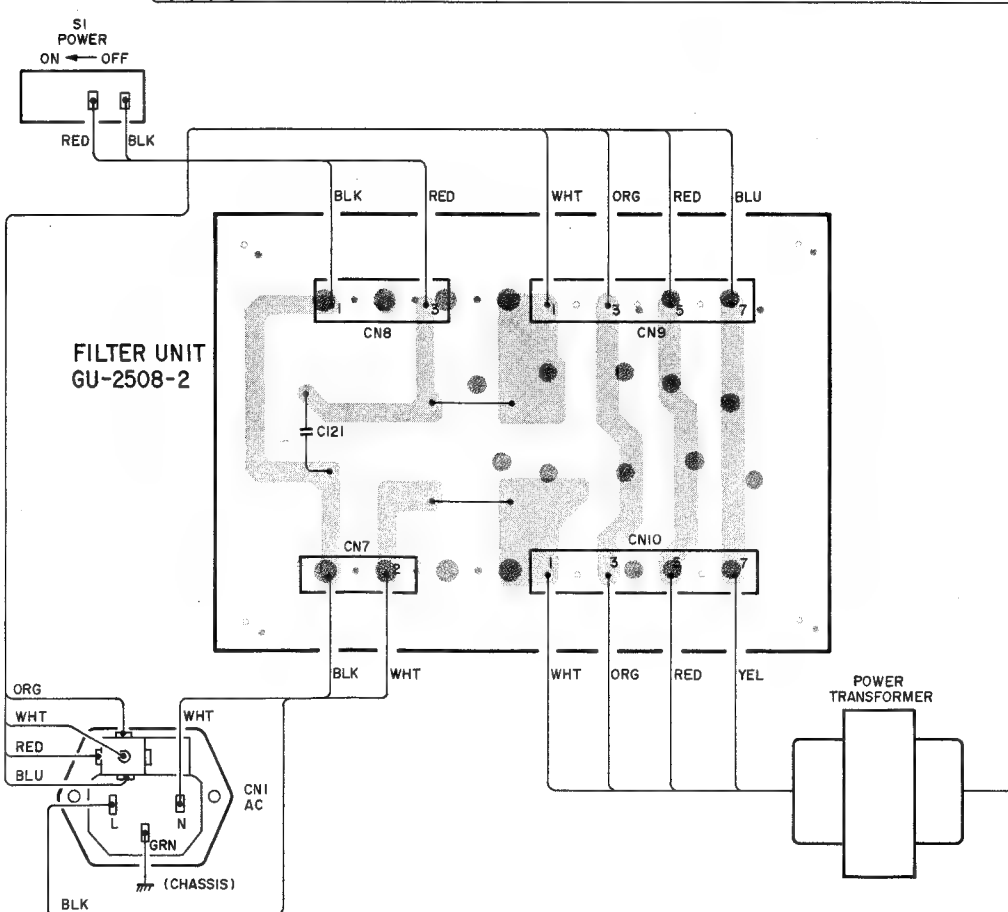 S1
POWER
ON OFF
RED BLK
BLK RED WHT ORG RED BLU
1 3 1 3 5 7
CN8 CN9
FILTER UNIT
GU-2508-2
C121
CN7 CN10
2 1 3 7
BLK WHT WHT ORG RED YEL
POWER
TRANSFORMER
ORG
WHT WHT
RED
BLU
CN1
AC
L N
GRN
(CHASSIS)
BLK